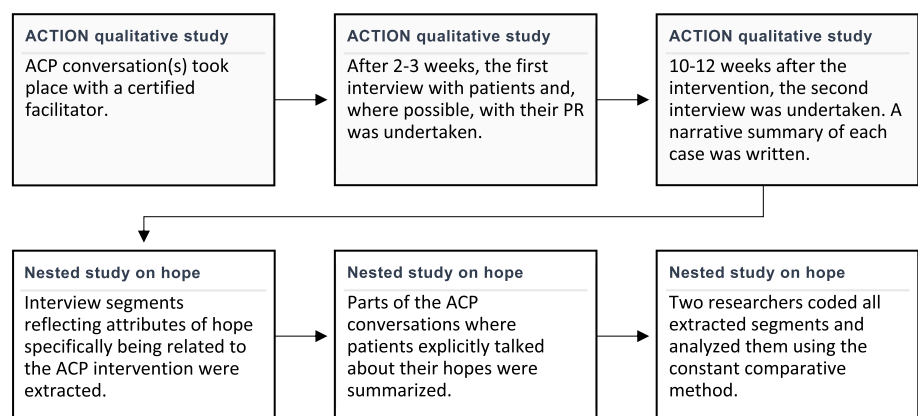 ACTION qualitative study
ACP conversation(s) took
place with a certified
facilitator.
ACTION qualitative study
After 2-3 weeks, the first
interview with patients and,
where possible, with their PR
was undertaken.
ACTION qualitative study
10-12 weeks after the
intervention, the second
interview was undertaken. A
narrative summary of each
case was written.
Nested study on hope
Interview segments
reflecting attributes of hope
specifically being related to
the ACP intervention were
extracted.
Nested study on hope
Parts of the ACP
conversations where
patients explicitly talked
about their hopes were
summarized.
Nested study on hope
Two researchers coded all
extracted segments and
analyzed them using the
constant comparative
method.